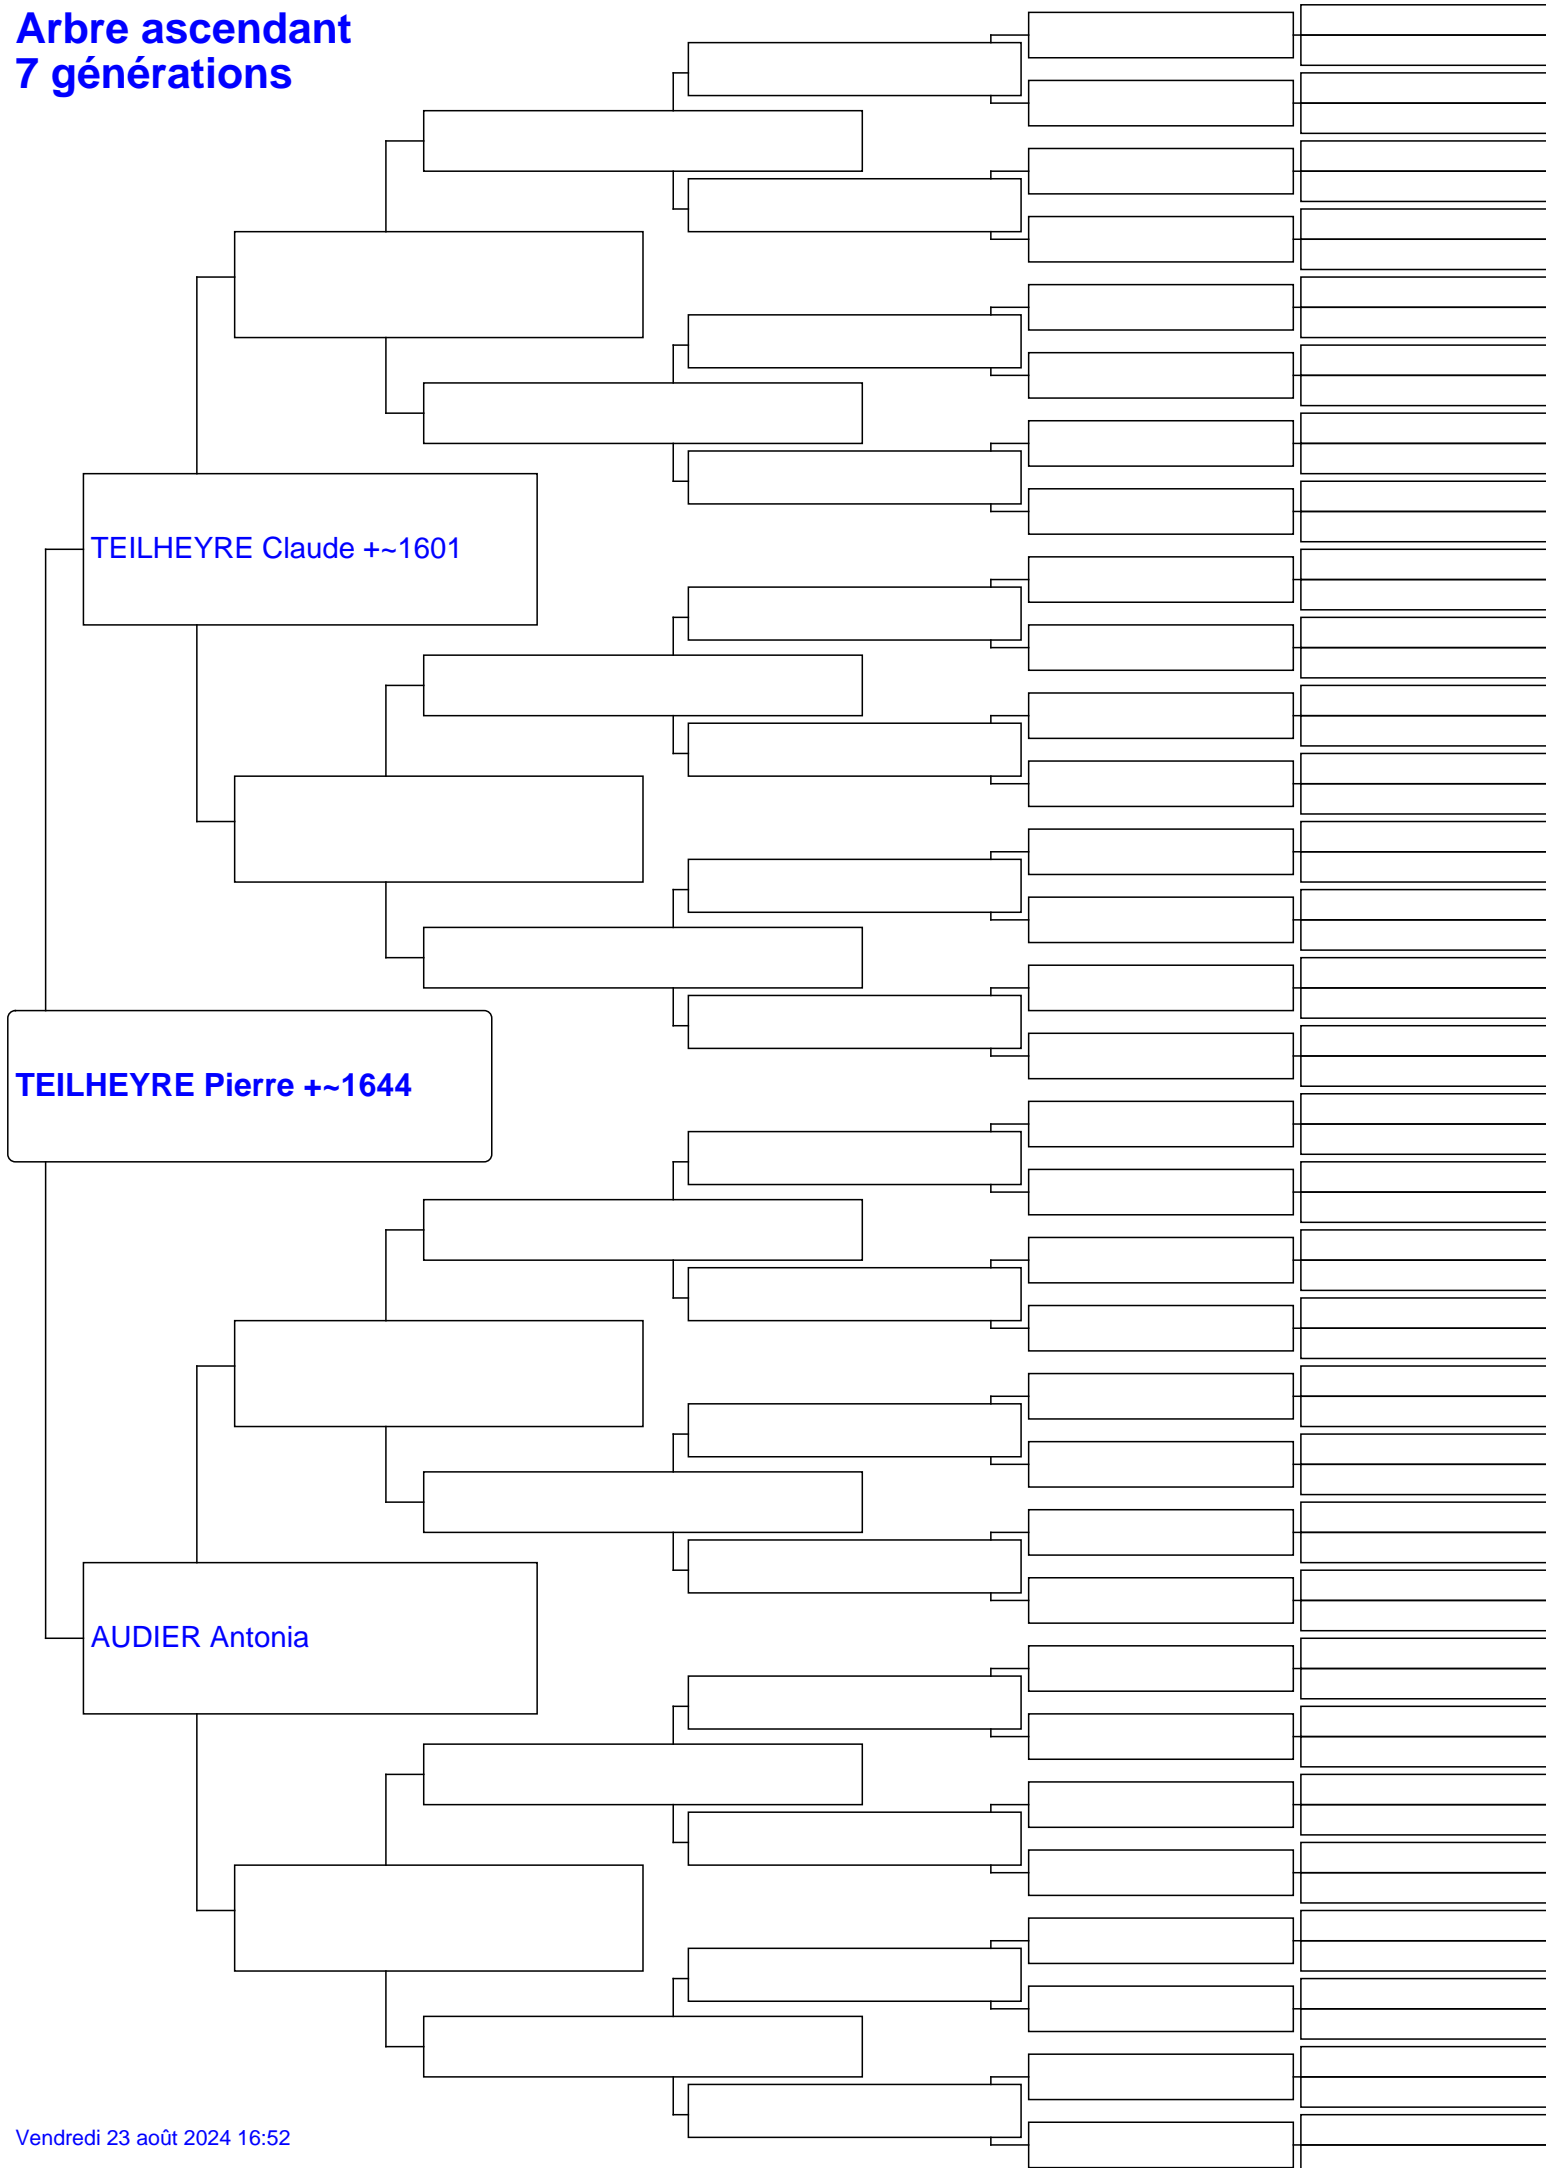 Arbre ascendant
7 générations
TEILHEYRE Claude +~1601
TEILHEYRE Pierre +~1644
AUDIER Antonia
Vendredi 23 août 2024 16:52